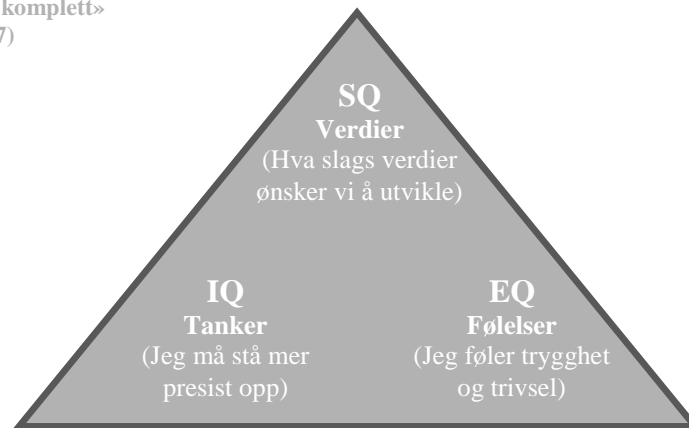 komplett»
7)
SQ
Verdier
(Hva slags verdier
ønsker vi å utvikle)
IQ
Tanker
(Jeg må stå mer
presist opp)
EQ
Følelser
(Jeg føler trygghet
og trivsel)